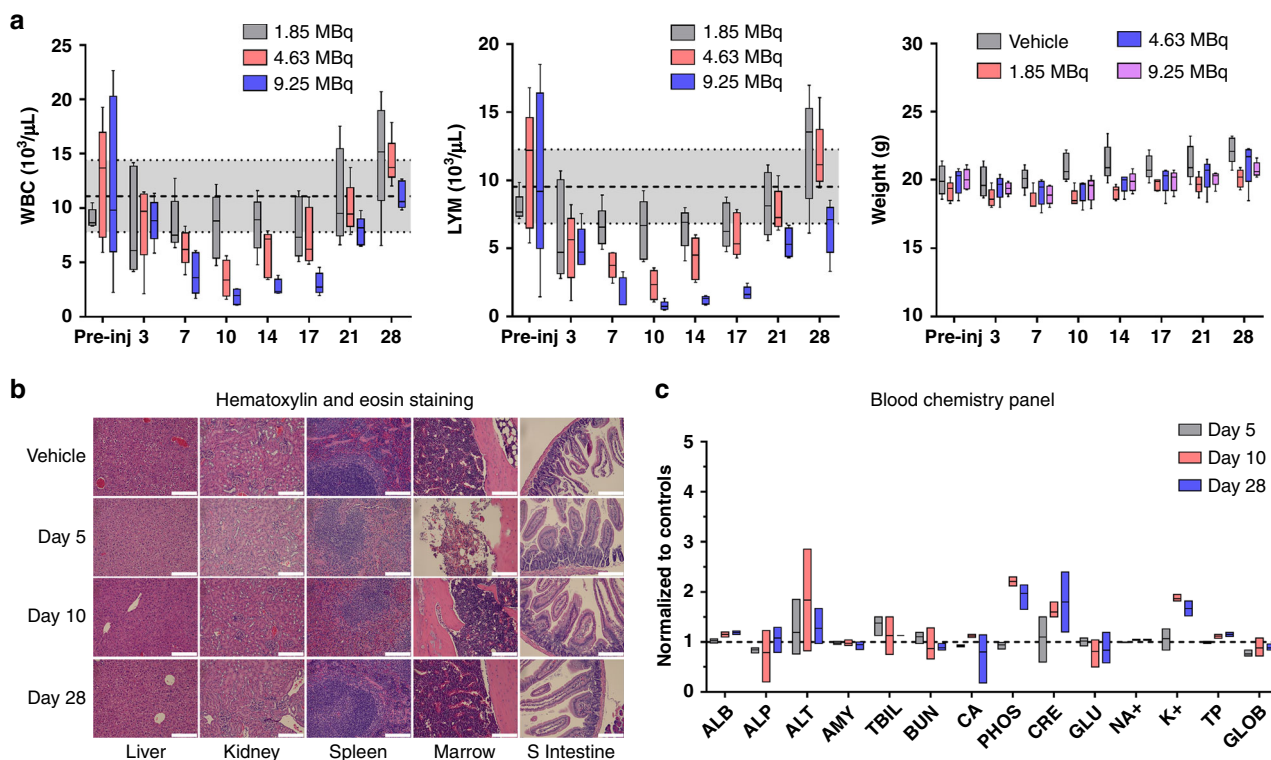 a
1.85 MBq
4.63 MBq
9.25 MBq
WBC (10³/µL)
25
20
15
10
5
0
Pre-inj 3 7 10 14 17 21 28
1.85 MBq
4.63 MBq
9.25 MBq
LYM (10³/µL)
20
15
10
5
0
Pre-inj 3 7 10 14 17 21 28
Vehicle
1.85 MBq
4.63 MBq
9.25 MBq
Weight (g)
30
25
20
15
10
Pre-inj 3 7 10 14 17 21 28
b
Hematoxylin and eosin staining
Vehicle
Day 5
Day 10
Day 28
Liver Kidney Spleen Marrow S Intestine
c
Blood chemistry panel
Day 5
Day 10
Day 28
Normalized to controls
5
4
3
2
1
0
ALB ALP ALT AMY TBIL BUN CA PHOS CRE GLU NA+ K+ TP GLOB